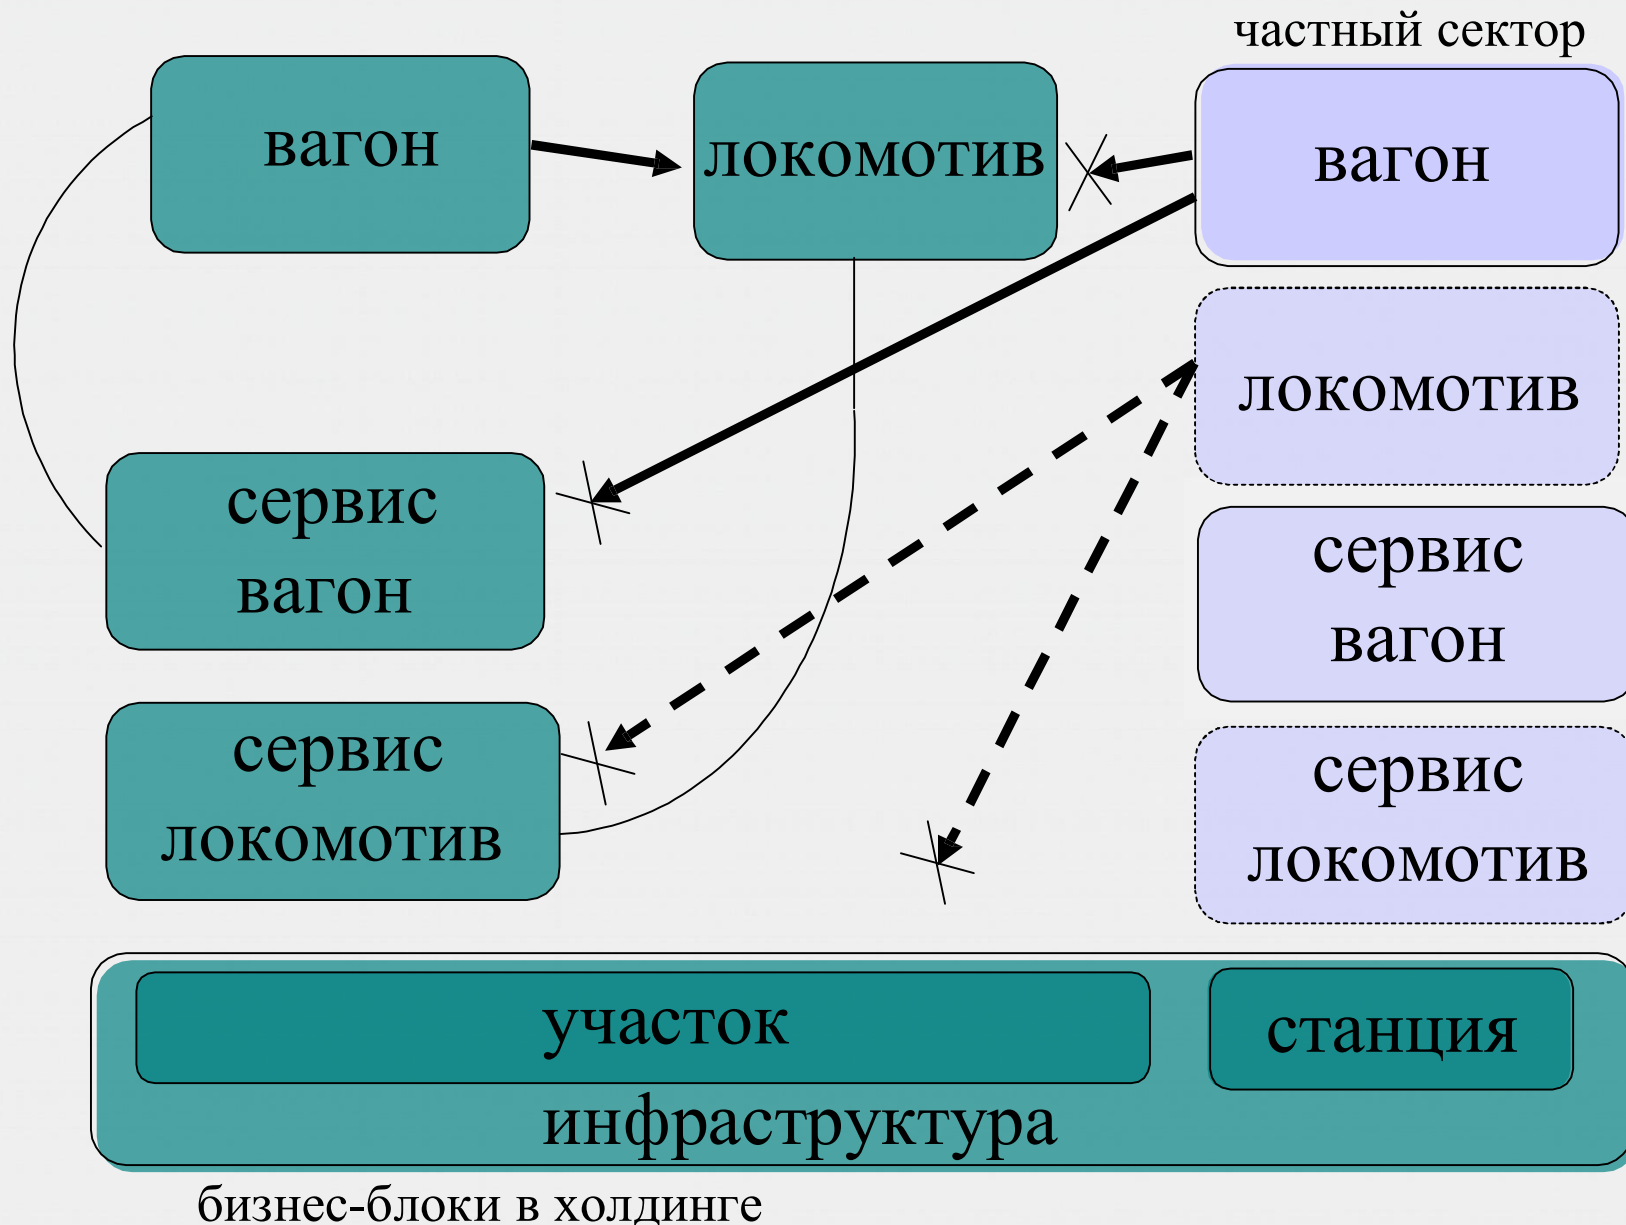 частный сектор
вагон
локомотив
вагон
локомотив
сервис
вагон
сервис
вагон
сервис
локомотив
сервис
локомотив
участок
станция
инфраструктура
бизнес-блоки в холдинге